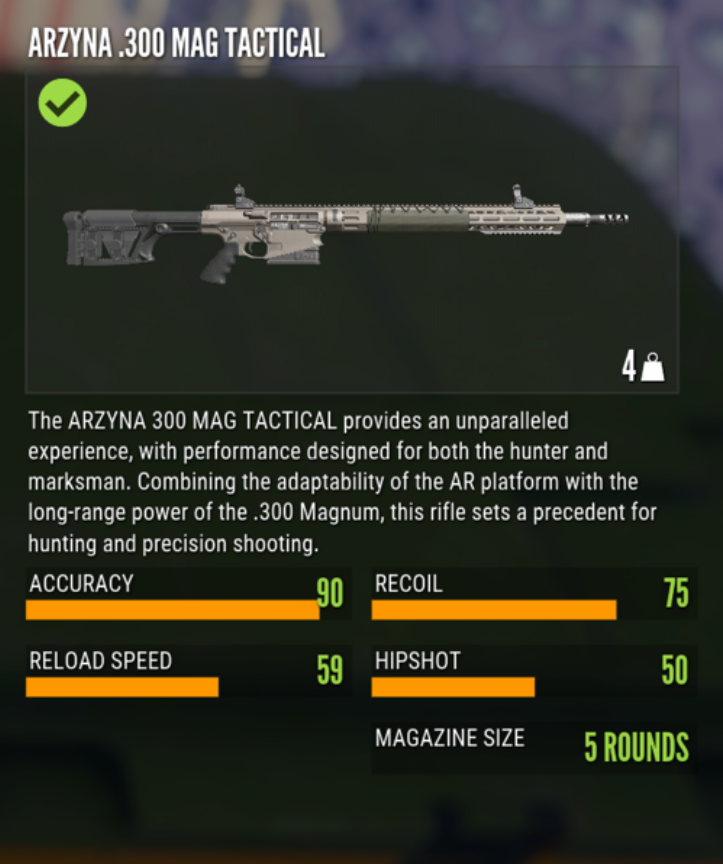 ARZYNA .300 MAG TACTICAL
4
The ARZYNA 300 MAG TACTICAL provides an unparalleled
experience, with performance designed for both the hunter and
marksman. Combining the adaptability of the AR platform with the
long-range power of the .300 Magnum, this rifle sets a precedent for
hunting and precision shooting.
ACCURACY 90
RECOIL 75
RELOAD SPEED 59
HIPSHOT 50
MAGAZINE SIZE 5 ROUNDS